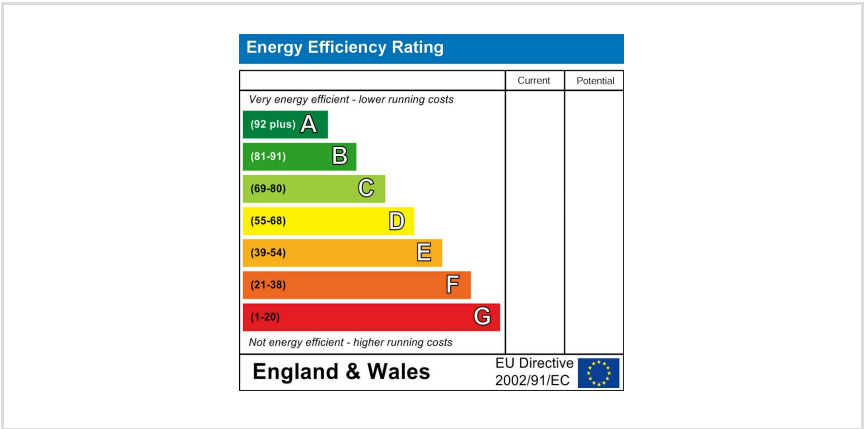 Energy Efficiency Rating
Current Potential
Very energy efficient - lower running costs
(92 plus) A
(81-91) B
(69-80) C
(55-68) D
(39-54) E
(21-38) F
(1-20) G
Not energy efficient - higher running costs
England & Wales
EU Directive
2002/91/EC